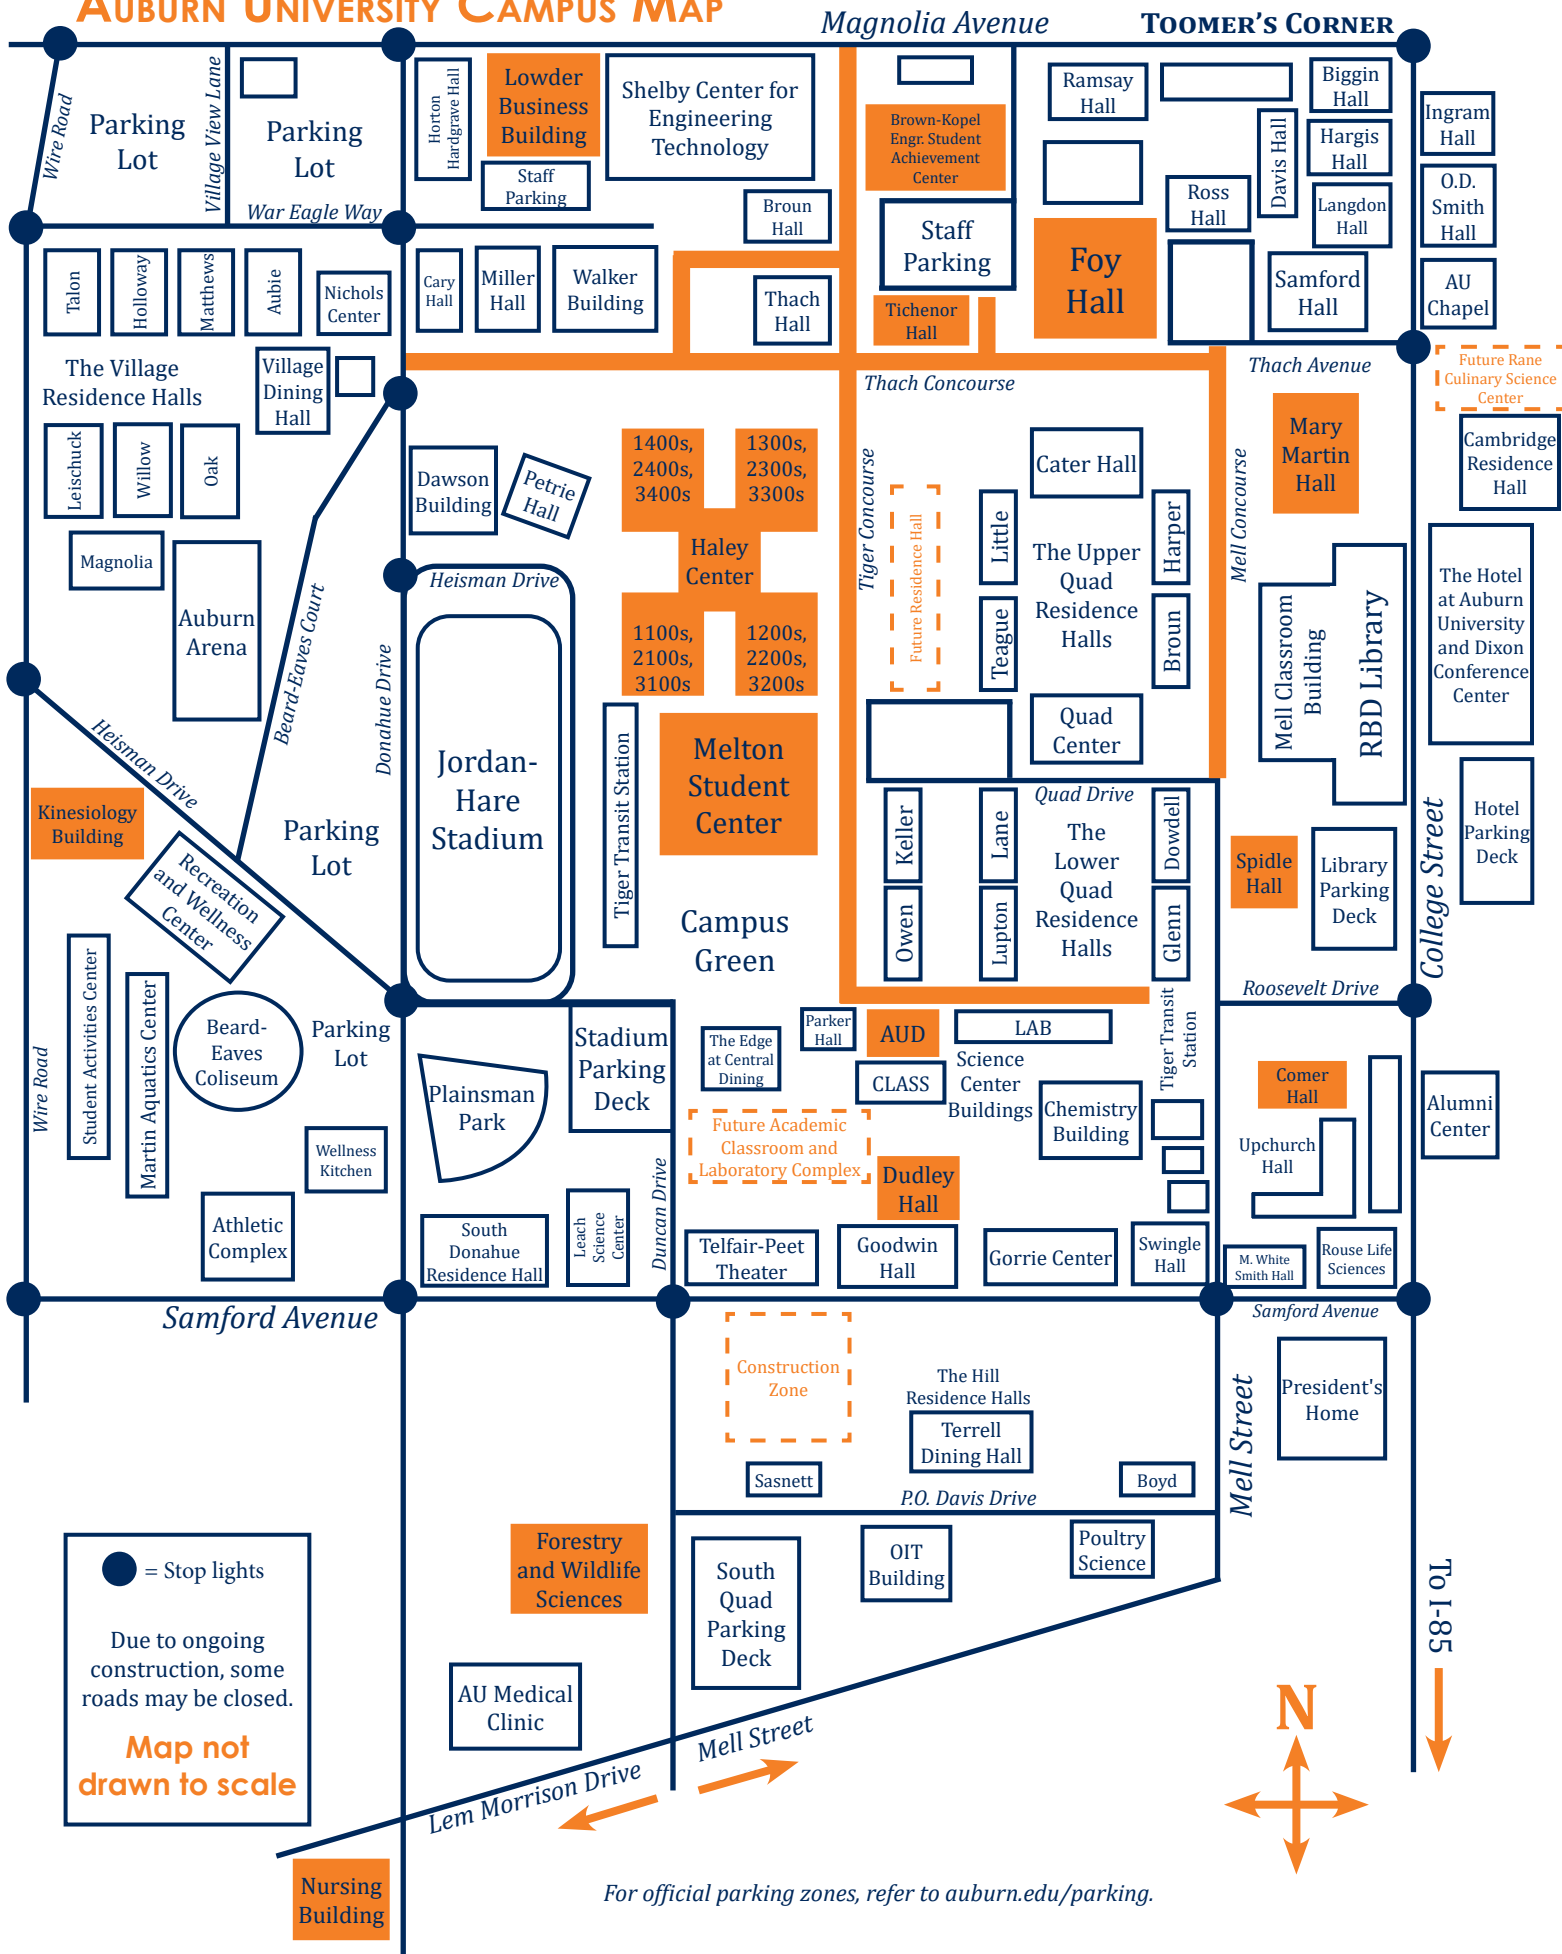 AUBURN UNIVERSITY CAMPUS MAP
Magnolia Avenue
TOOMER'S CORNER
Wire Road
Parking
Lot
Village View Lane
Parking
Lot
War Eagle Way
Horton
Hardgrave Hall
Lowder
Business
Building
Staff
Parking
Shelby Center for
Engineering
Technology
Broun
Hall
Brown-Kopel
Engr. Student
Achievement
Center
Staff
Parking
Tichenor
Hall
Ramsay
Hall
Foy
Hall
Ross
Hall
Davis Hall
Biggin
Hall
Hargis
Hall
Langdon
Hall
Samford
Hall
Ingram
Hall
O.D.
Smith
Hall
AU
Chapel
Talon
Holloway
Matthews
Aubie
Nichols
Center
Cary
Hall
Miller
Hall
Walker
Building
Thach
Hall
The Village
Residence Halls
Village
Dining
Hall
Thach Concourse
Thach Avenue
Future Rane
Culinary Science
Center
Leischuck
Willow
Oak
Magnolia
Auburn
Arena
Beard-Eaves Court
Dawson
Building
Petrie
Hall
1400s,
2400s,
3400s
1300s,
2300s,
3300s
Haley
Center
1100s,
2100s,
3100s
1200s,
2200s,
3200s
Tiger Concourse
Future Residence Hall
Cater Hall
Little
Teague
The Upper
Quad
Residence
Halls
Harper
Broun
Quad
Center
Mell Concourse
Mary
Martin
Hall
Cambridge
Residence
Hall
Mell Classroom
Building
RBD Library
The Hotel
at Auburn
University
and Dixon
Conference
Center
Heisman Drive
Donahue Drive
Jordan-
Hare
Stadium
Tiger Transit Station
Melton
Student
Center
Campus
Green
Heisman Drive
Kinesiology
Building
Parking
Lot
Recreation
and Wellness
Center
Quad Drive
Keller
Owen
Lane
Lupton
The
Lower
Quad
Residence
Halls
Dowdell
Glenn
Spidle
Hall
Library
Parking
Deck
College Street
Hotel
Parking
Deck
Roosevelt Drive
Wire Road
Student Activities Center
Martin Aquatics Center
Beard-
Eaves
Coliseum
Parking
Lot
Wellness
Kitchen
Athletic
Complex
Plainsman
Park
Stadium
Parking
Deck
South
Donahue
Residence Hall
Leach
Science
Center
Duncan Drive
The Edge
at Central
Dining
Parker
Hall
AUD
LAB
CLASS
Science
Center
Buildings
Chemistry
Building
Tiger Transit
Station
Future Academic
Classroom and
Laboratory Complex
Dudley
Hall
Telfair-Peet
Theater
Goodwin
Hall
Gorrie Center
Swingle
Hall
Comer
Hall
Upchurch
Hall
M. White
Smith Hall
Rouse Life
Sciences
Alumni
Center
Samford Avenue
Samford Avenue
Construction
Zone
The Hill
Residence Halls
Terrell
Dining Hall
Sasnett
Boyd
P.O. Davis Drive
Mell Street
President's
Home
= Stop lights
Due to ongoing
construction, some
roads may be closed.
Map not
drawn to scale
Forestry
and Wildlife
Sciences
South
Quad
Parking
Deck
OIT
Building
Poultry
Science
AU Medical
Clinic
Mell Street
Lem Morrison Drive
Nursing
Building
To I-85
N
For official parking zones, refer to auburn.edu/parking.